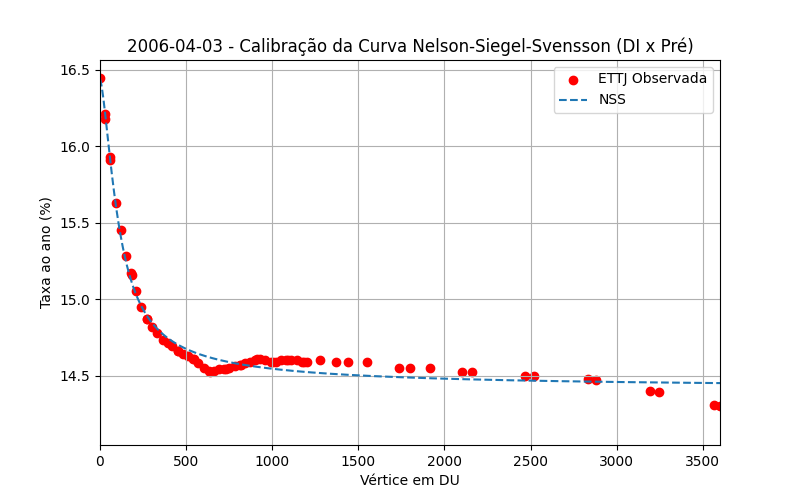 2006-04-03 - Calibração da Curva Nelson-Siegel-Svensson (DI x Pré)
ETTJ Observada
NSS
Taxa ao ano (%)
16.5
16.0
15.5
15.0
14.5
0 500 1000 1500 2000 2500 3000 3500
Vértice em DU